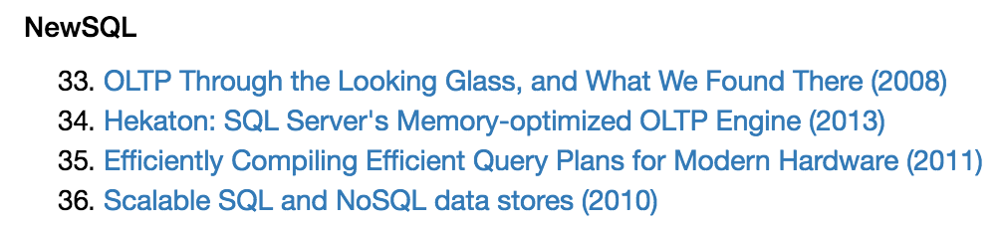 NewSQL
33. OLTP Through the Looking Glass, and What We Found There (2008)
34. Hekaton: SQL Server's Memory-optimized OLTP Engine (2013)
35. Efficiently Compiling Efficient Query Plans for Modern Hardware (2011)
36. Scalable SQL and NoSQL data stores (2010)